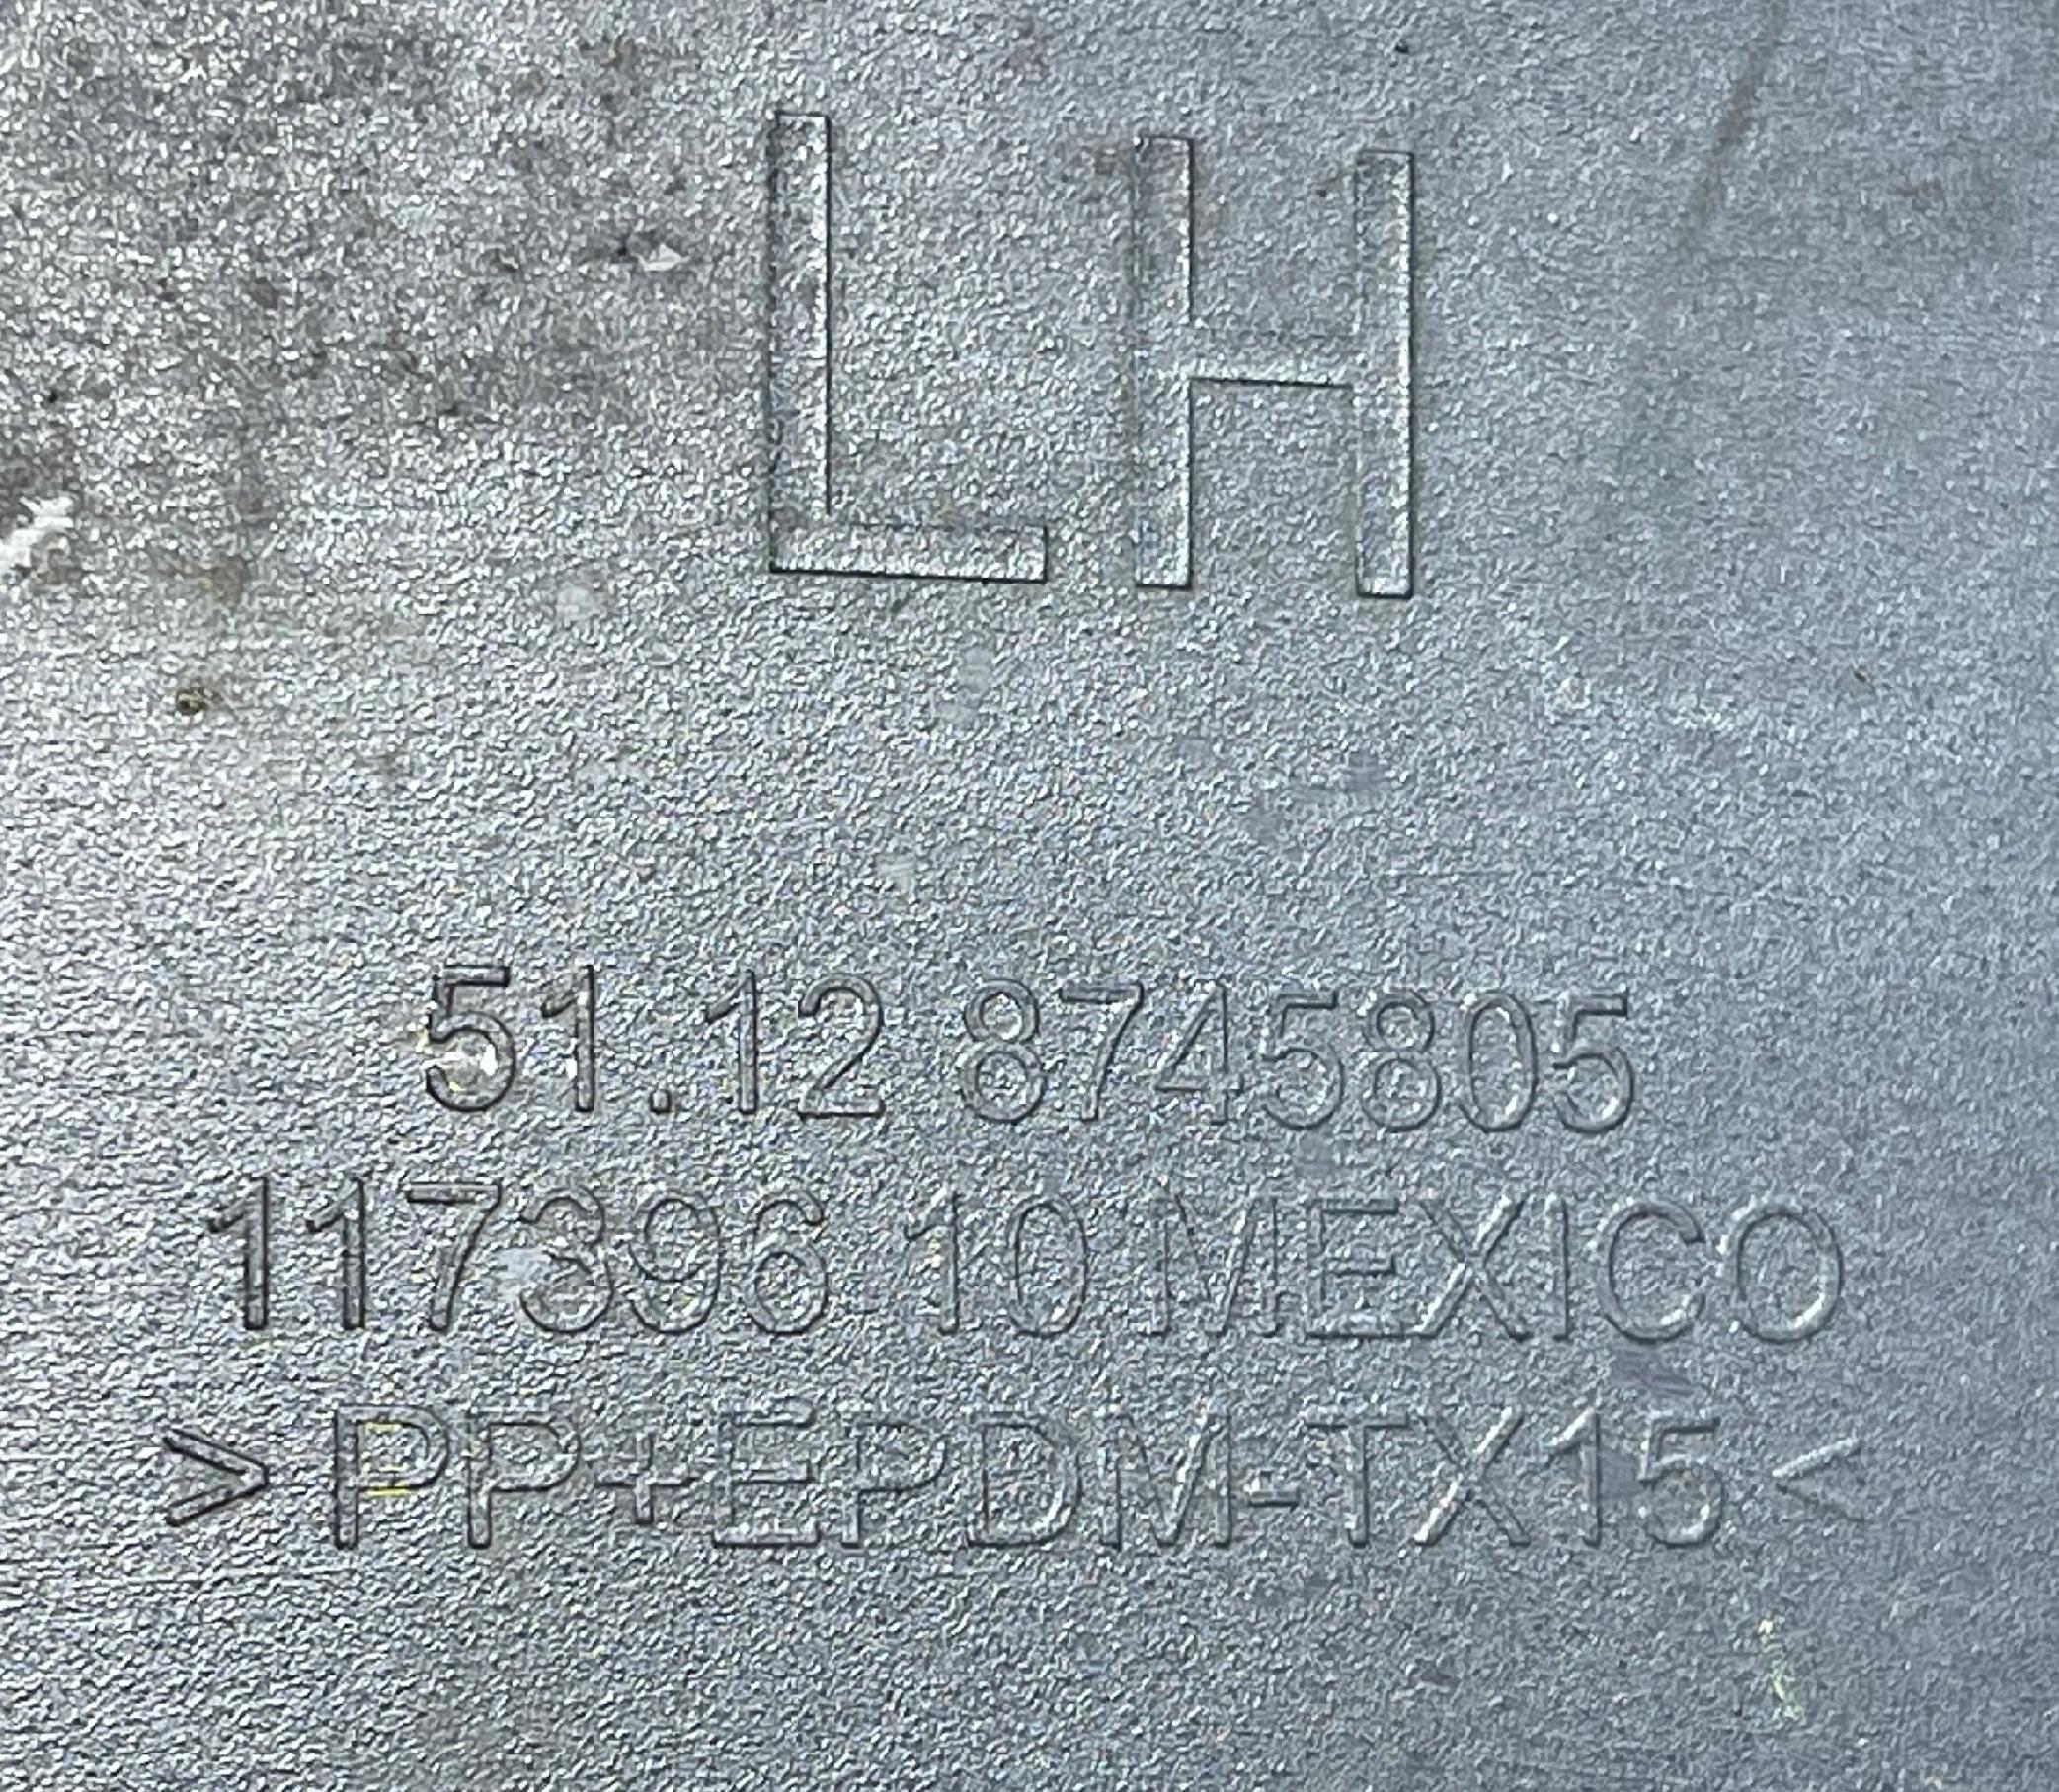 LH
51.12 8745805
117396 10 MEXICO
>PP+EPDM-TX15<